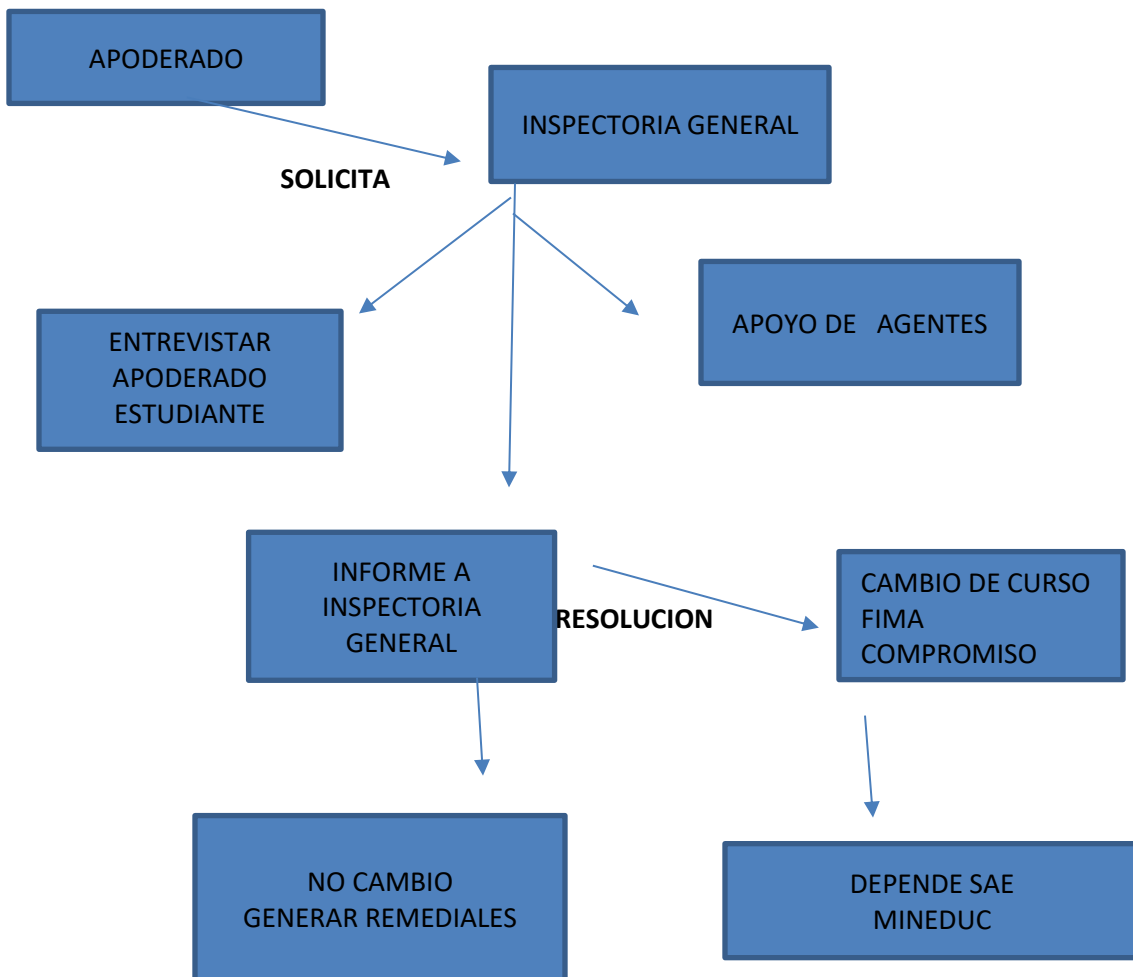 APODERADO
INSPECTORIA GENERAL
SOLICITA
ENTREVISTAR
APODERADO
ESTUDIANTE
APOYO DE AGENTES
INFORME A
INSPECTORIA
GENERAL
RESOLUCION
CAMBIO DE CURSO
FIMA
COMPROMISO
NO CAMBIO
GENERAR REMEDIALES
DEPENDE SAE
MINEDUC